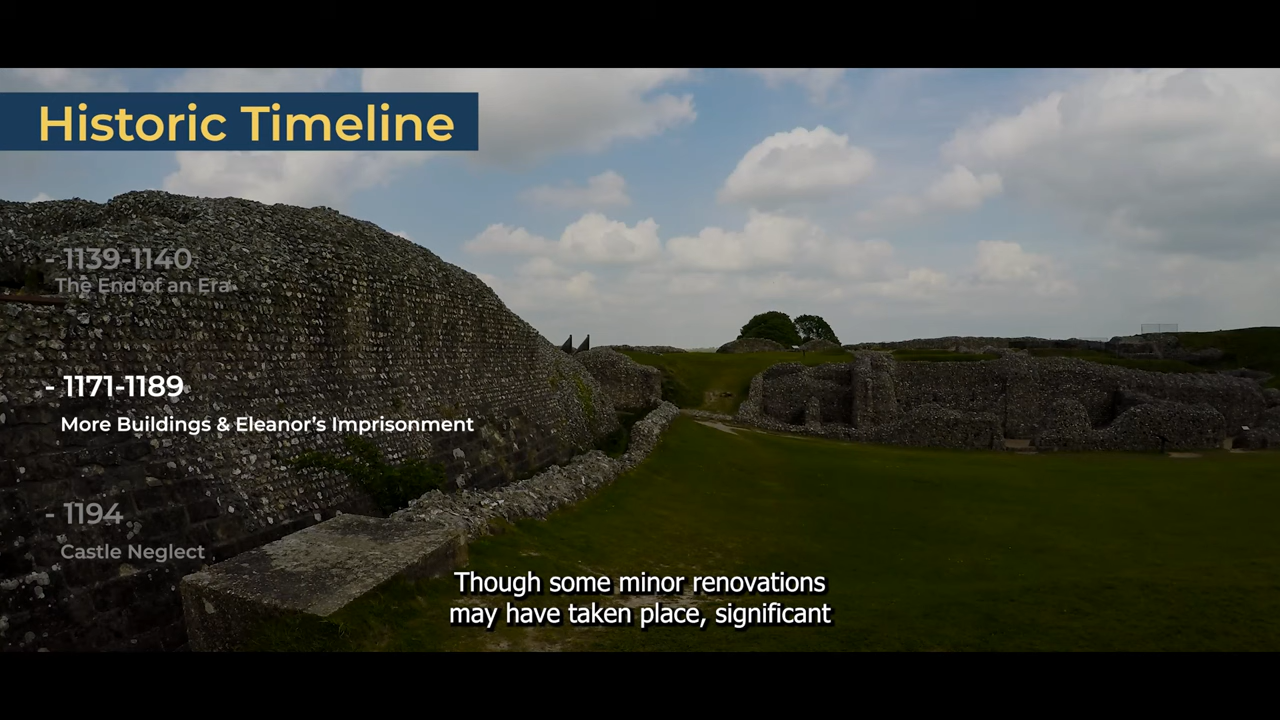 Historic Timeline
- 1139-1140
The End of an Era
- 1171-1189
More Buildings & Eleanor's Imprisonment
- 1194
Castle Neglect
Though some minor renovations
may have taken place, significant